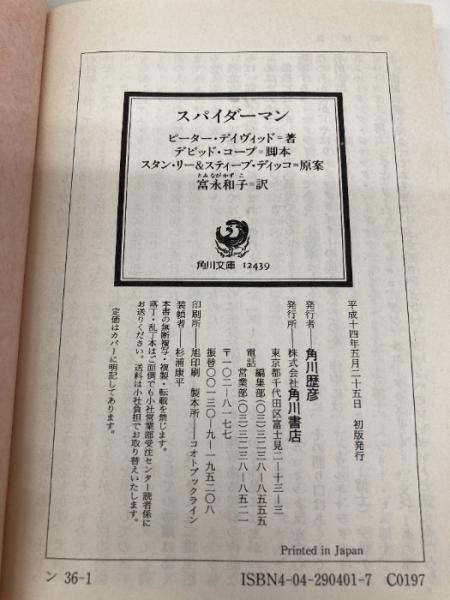 スパイダーマン
ピーター・デイヴィッド=著
デビッド・コープ=脚本
スタン・リー&スティーブ・ディッコ=原案
とみなが かず こ
富永和子=訳
角川文庫 12439
平成十四年五月二十五日 初版発行
発行者――角川歴彦
発行所――株式会社角川書店
東京都千代田区富士見二―十三―三
電話 編集部(〇三)三二三八―八五五五
営業部(〇三)三二三八―八五二一
〒一〇二―八一七七
振替〇〇一三〇―九―一九五二〇八
印刷所――旭印刷 製本所――コオトブックライン
装幀者――杉浦康平
本書の無断複写・複製・転載を禁じます。
落丁・乱丁本はご面倒でも小社営業部受注センター読者係に
お送りください。送料は小社負担でお取り替えいたします。
定価はカバーに明記してあります。
Printed in Japan
ン 36-1
ISBN4-04-290401-7 C0197